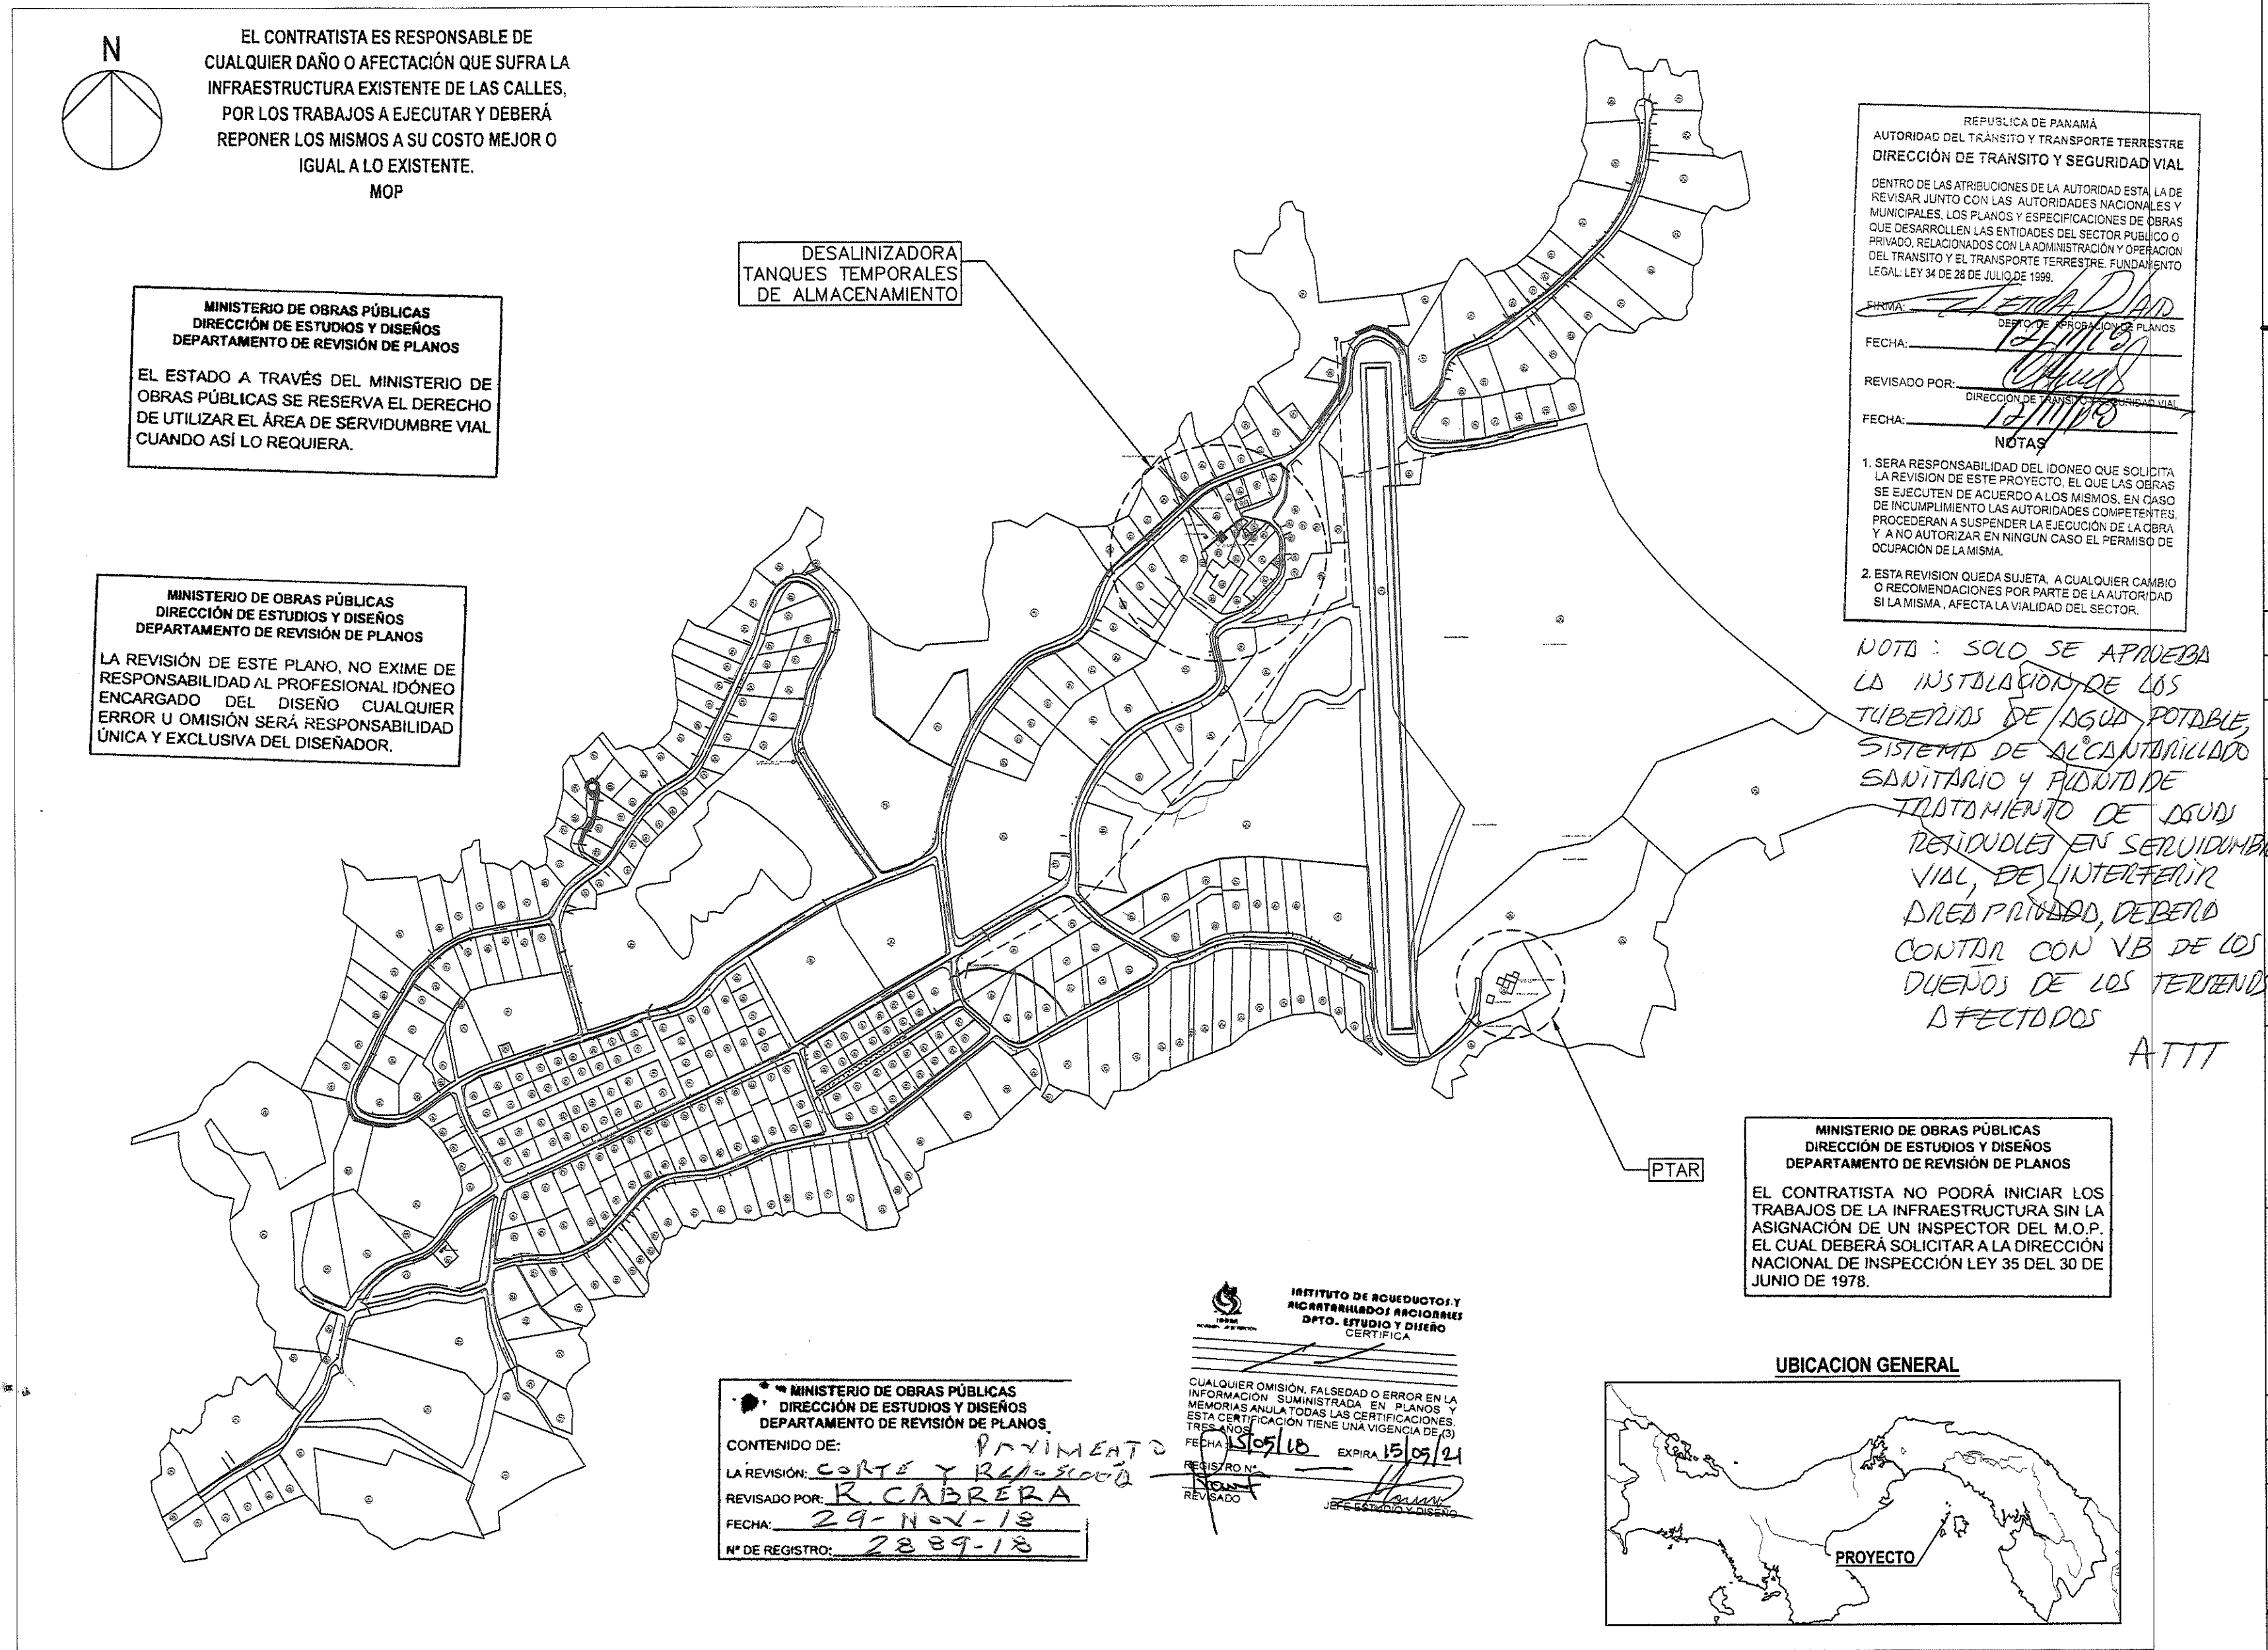 N
EL CONTRATISTA ES RESPONSABLE DE
CUALQUIER DAÑO O AFECTACIÓN QUE SUFRA LA
INFRAESTRUCTURA EXISTENTE DE LAS CALLES,
POR LOS TRABAJOS A EJECUTAR Y DEBERÁ
REPONER LOS MISMOS A SU COSTO MEJOR O
IGUAL A LO EXISTENTE.
MOP
MINISTERIO DE OBRAS PÚBLICAS
DIRECCIÓN DE ESTUDIOS Y DISEÑOS
DEPARTAMENTO DE REVISIÓN DE PLANOS
EL ESTADO A TRAVÉS DEL MINISTERIO DE
OBRAS PÚBLICAS SE RESERVA EL DERECHO
DE UTILIZAR EL ÁREA DE SERVIDUMBRE VIAL
CUANDO ASÍ LO REQUIERA.
MINISTERIO DE OBRAS PÚBLICAS
DIRECCIÓN DE ESTUDIOS Y DISEÑOS
DEPARTAMENTO DE REVISIÓN DE PLANOS
LA REVISIÓN DE ESTE PLANO, NO EXIME DE
RESPONSABILIDAD AL PROFESIONAL IDÓNEO
ENCARGADO DEL DISEÑO CUALQUIER
ERROR U OMISIÓN SERÁ RESPONSABILIDAD
ÚNICA Y EXCLUSIVA DEL DISEÑADOR.
DESALINIZADORA
TANQUES TEMPORALES
DE ALMACENAMIENTO
REPUBLICA DE PANAMÁ
AUTORIDAD DEL TRÁNSITO Y TRANSPORTE TERRESTRE
DIRECCIÓN DE TRANSITO Y SEGURIDAD VIAL
DENTRO DE LAS ATRIBUCIONES DE LA AUTORIDAD ESTA, LA DE
REVISAR JUNTO CON LAS AUTORIDADES NACIONALES Y
MUNICIPALES, LOS PLANOS Y ESPECIFICACIONES DE OBRAS
QUE DESARROLLEN LAS ENTIDADES DEL SECTOR PUBLICO O
PRIVADO, RELACIONADOS CON LA ADMINISTRACIÓN Y OPERACION
DEL TRANSITO Y EL TRANSPORTE TERRESTRE. FUNDAMENTO
LEGAL: LEY 34 DE 28 DE JULIO DE 1999.
FIRMA:
DEPTO. DE APROBACION DE PLANOS
FECHA: 12/11/18
REVISADO POR:
DIRECCIÓN DE TRANSITO Y SEGURIDAD VIAL
FECHA: 12/11/18
NOTAS
1. SERA RESPONSABILIDAD DEL IDONEO QUE SOLICITA
LA REVISION DE ESTE PROYECTO, EL QUE LAS OBRAS
SE EJECUTEN DE ACUERDO A LOS MISMOS, EN CASO
DE INCUMPLIMIENTO LAS AUTORIDADES COMPETENTES,
PROCEDERAN A SUSPENDER LA EJECUCIÓN DE LA OBRA
Y A NO AUTORIZAR EN NINGUN CASO EL PERMISO DE
OCUPACIÓN DE LA MISMA.
2. ESTA REVISION QUEDA SUJETA, A CUALQUIER CAMBIO
O RECOMENDACIONES POR PARTE DE LA AUTORIDAD
SI LA MISMA, AFECTA LA VIALIDAD DEL SECTOR.
NOTA: SOLO SE APRUEBA
LA INSTALACION DE LOS
TUBERIAS DE AGUA POTABLE,
SISTEMA DE ALCANTARILLADO
SANITARIO Y PLANTA DE
TRATAMIENTO DE AGUAS
RESIDUALES EN SERVIDUMBR
VIAL, DE INTERFERIR
AREA PRIVADA, DEBERA
CONTAR CON VB DE LOS
DUEÑOS DE LOS TERRENOS
AFECTADOS
ATTT
PTAR
MINISTERIO DE OBRAS PÚBLICAS
DIRECCIÓN DE ESTUDIOS Y DISEÑOS
DEPARTAMENTO DE REVISIÓN DE PLANOS
EL CONTRATISTA NO PODRÁ INICIAR LOS
TRABAJOS DE LA INFRAESTRUCTURA SIN LA
ASIGNACIÓN DE UN INSPECTOR DEL M.O.P.
EL CUAL DEBERÁ SOLICITAR A LA DIRECCIÓN
NACIONAL DE INSPECCIÓN LEY 35 DEL 30 DE
JUNIO DE 1978.
MINISTERIO DE OBRAS PÚBLICAS
DIRECCIÓN DE ESTUDIOS Y DISEÑOS
DEPARTAMENTO DE REVISIÓN DE PLANOS
CONTENIDO DE: PAVIMENTO
LA REVISIÓN: CORTE Y
REVISADO POR: R. CABRERA
FECHA: 29-NOV-18
Nº DE REGISTRO: 2889-18
INSTITUTO DE ACUEDUCTOS Y
ALCANTARILLADOS NACIONALES
DPTO. ESTUDIO Y DISEÑO
CERTIFICA
CUALQUIER OMISIÓN, FALSEDAD O ERROR EN LA
INFORMACIÓN SUMINISTRADA EN PLANOS Y
MEMORIAS ANULA TODAS LAS CERTIFICACIONES.
ESTA CERTIFICACIÓN TIENE UNA VIGENCIA DE (3)
TRES AÑOS
FECHA 15/05/18 EXPIRA 15/05/21
REGISTRO Nº
REVISADO
JEFE ESTUDIO Y DISEÑO
UBICACION GENERAL
PROYECTO